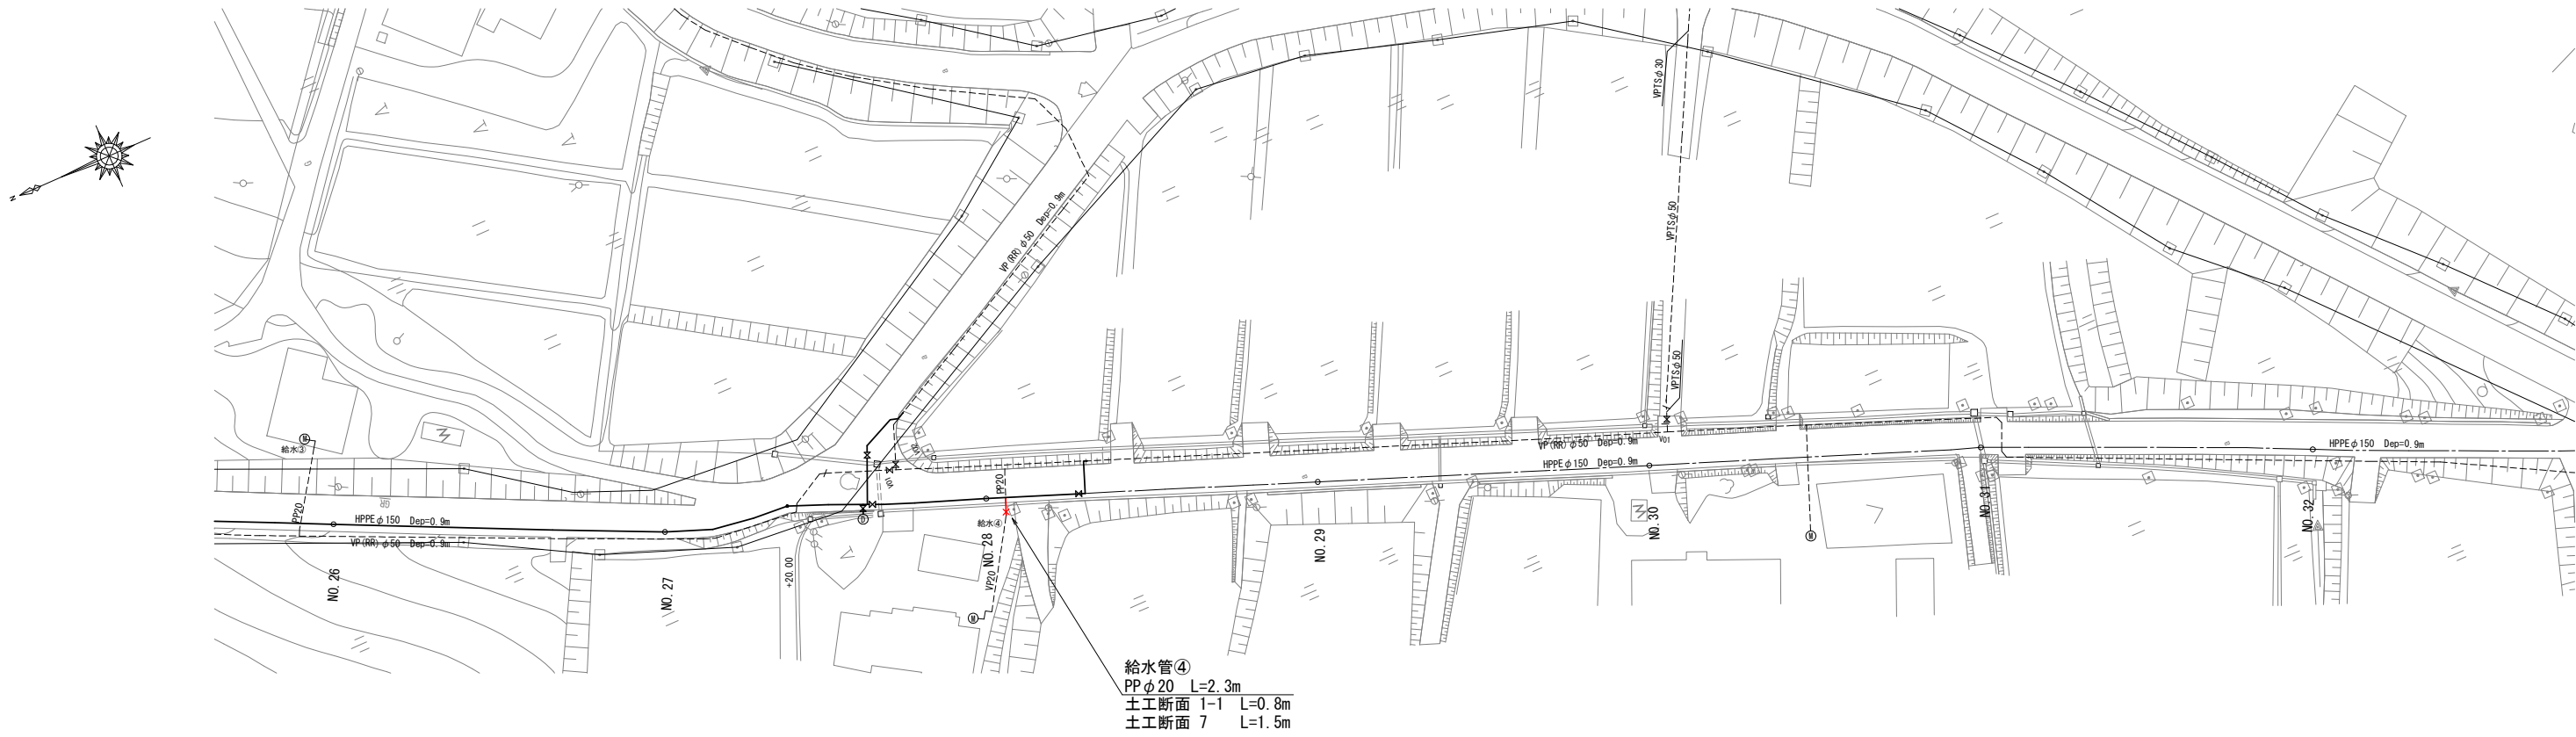 VPTSφ30
N
VPTSφ50
VP(RR)φ50 Dep=0.9m
VPTSφ50
V01
給水③
VP(RR)φ50 Dep=0.9m
HPPEφ150 Dep=0.9m
HPPEφ150 Dep=0.9m
PP20
V01
PP20
HPPEφ150 Dep=0.9m
給水④
VP(RR)φ50 Dep=0.9m
NO.26
NO.27
+20.00
NO.28
VP20
NO.29
NO.30
NO.31
NO.32
M
M
M
給水管④
PPφ20 L=2.3m
土工断面 1-1 L=0.8m
土工断面 7 L=1.5m